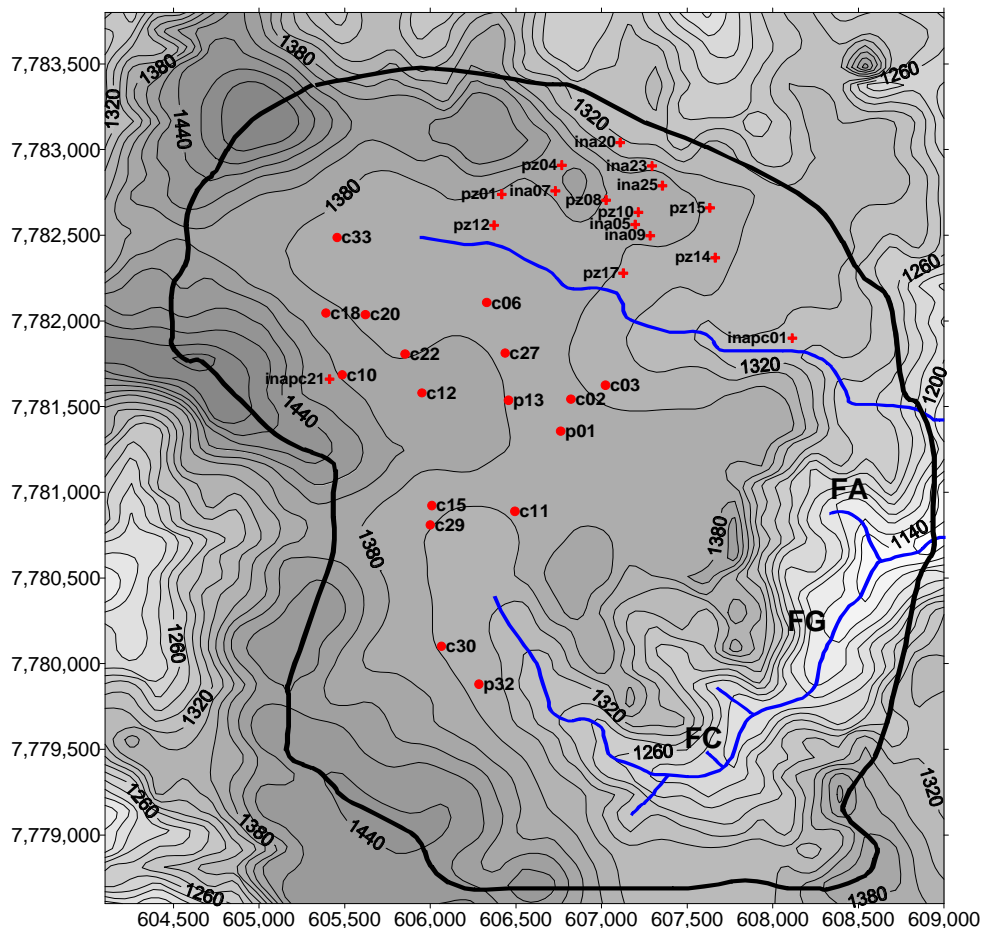 7,783,500
1380
1380
1260
1320
1440
1320
7,783,000
ina20
pz04
ina23
ina25
1380
pz01
ina07
pz08
pz10
pz15
7,782,500
pz12
ina05
ina09
c33
pz14
1260
pz17
7,782,000
c06
c18
c20
inapc01
c22
c27
1320
inapc21
c10
c03
1200
7,781,500
c12
p13
c02
1440
p01
7,781,000
FA
c15
c11
1380
c29
1380
1140
7,780,500
FG
1260
c30
7,780,000
p32
1320
1320
FC
7,779,500
1260
1260
1320
1380
7,779,000
1440
1260
1380
604,500
605,000
605,500
606,000
606,500
607,000
607,500
608,000
608,500
609,000